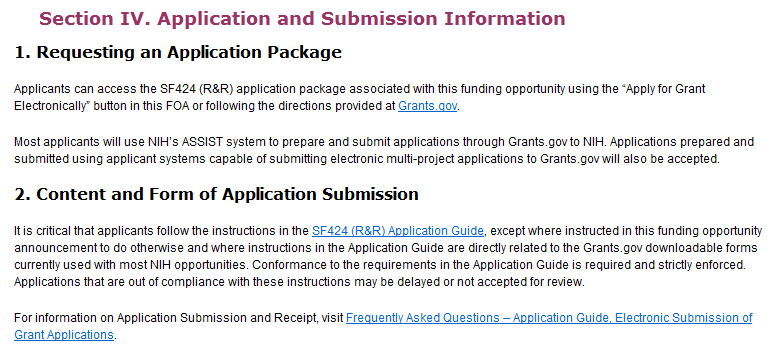 Section IV. Application and Submission Information
1. Requesting an Application Package
Applicants can access the SF424 (R&R) application package associated with this funding opportunity using the “Apply for Grant
Electronically” button in this FOA or following the directions provided at Grants.gov.
Most applicants will use NIH’s ASSIST system to prepare and submit applications through Grants.gov to NIH. Applications prepared and
submitted using applicant systems capable of submitting electronic multi-project applications to Grants.gov will also be accepted.
2. Content and Form of Application Submission
It is critical that applicants follow the instructions in the SF424 (R&R) Application Guide, except where instructed in this funding opportunity
announcement to do otherwise and where instructions in the Application Guide are directly related to the Grants.gov downloadable forms
currently used with most NIH opportunities. Conformance to the requirements in the Application Guide is required and strictly enforced.
Applications that are out of compliance with these instructions may be delayed or not accepted for review.
For information on Application Submission and Receipt, visit Frequently Asked Questions – Application Guide, Electronic Submission of
Grant Applications.